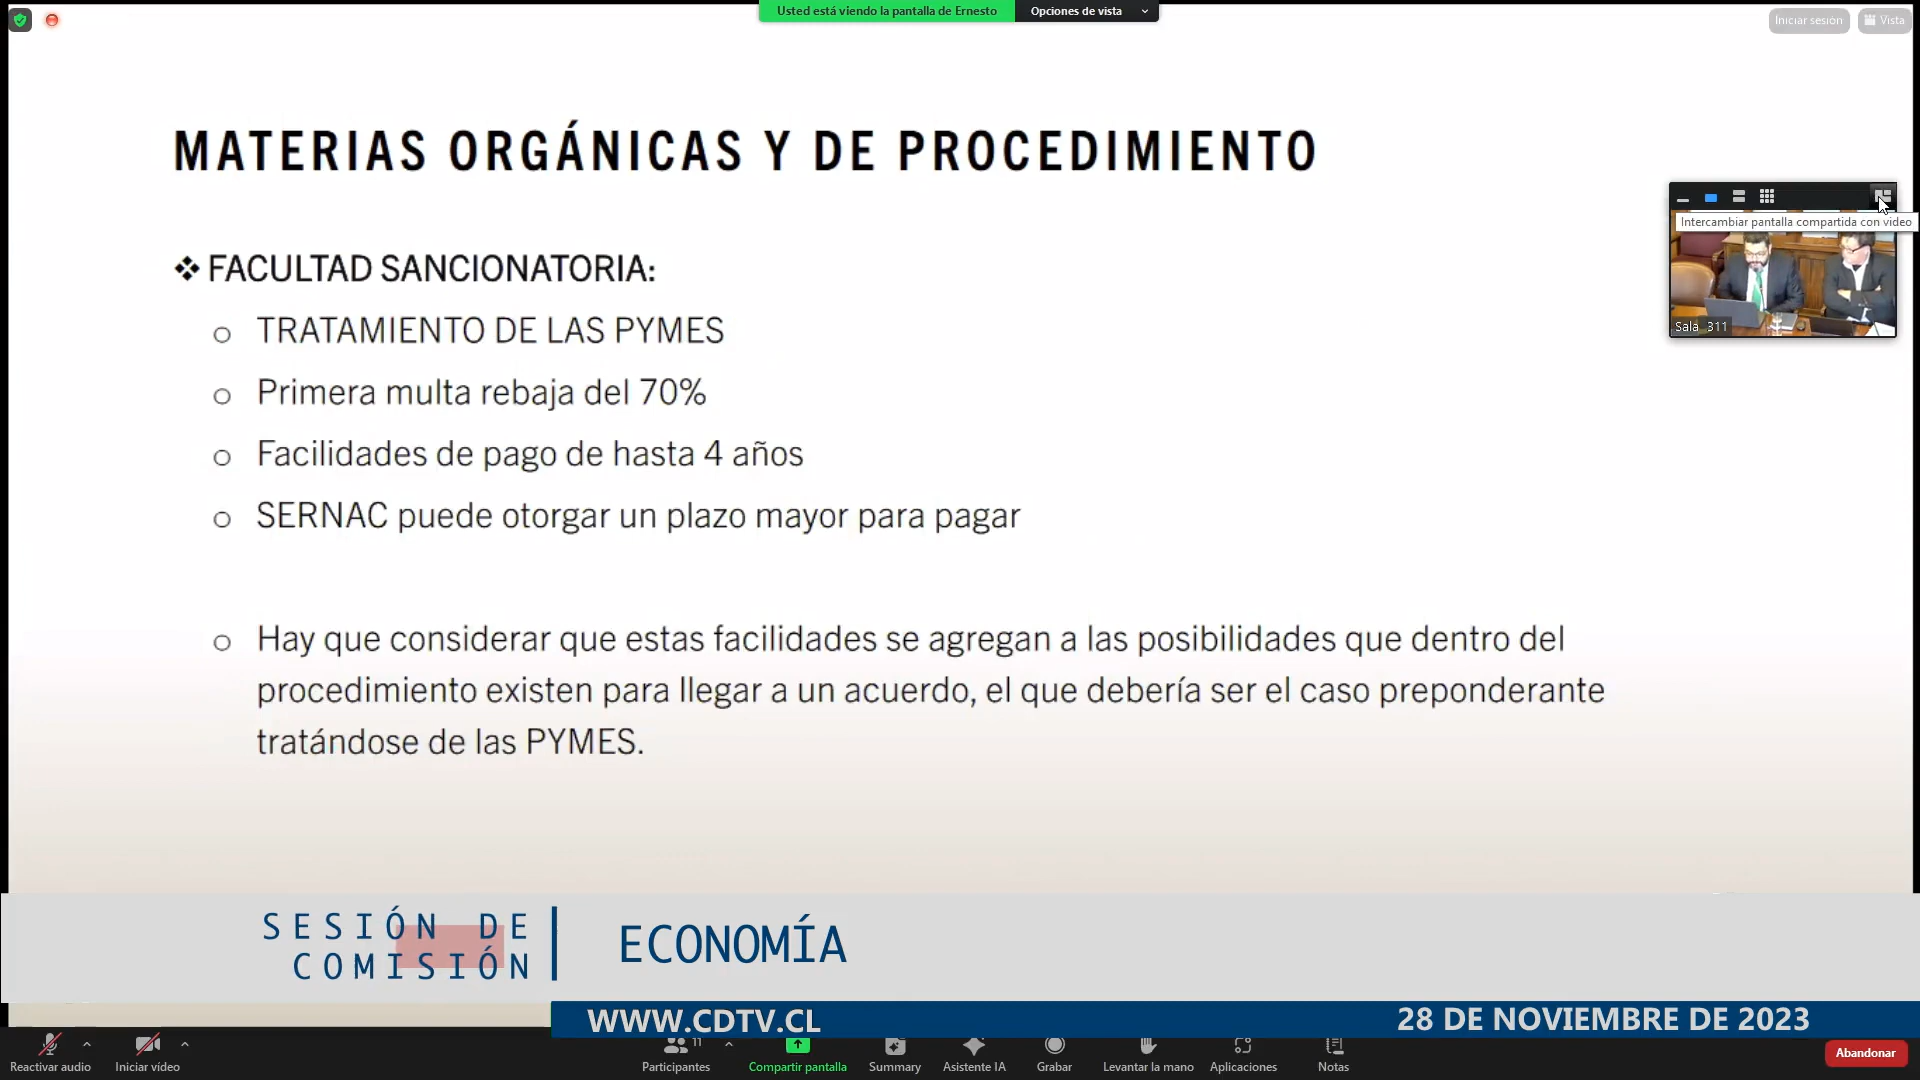 Usted está viendo la pantalla de Ernesto
Opciones de vista
Iniciar sesión
Vista
MATERIAS ORGÁNICAS Y DE PROCEDIMIENTO
Intercambiar pantalla compartida con video
Sala 311
❖ FACULTAD SANCIONATORIA:
o TRATAMIENTO DE LAS PYMES
o Primera multa rebaja del 70%
o Facilidades de pago de hasta 4 años
o SERNAC puede otorgar un plazo mayor para pagar
o Hay que considerar que estas facilidades se agregan a las posibilidades que dentro del
procedimiento existen para llegar a un acuerdo, el que debería ser el caso preponderante
tratándose de las PYMES.
SESIÓN DE
COMISIÓN
ECONOMÍA
WWW.CDTV.CL
28 DE NOVIEMBRE DE 2023
Reactivar audio
Iniciar vídeo
Participantes
11
Compartir pantalla
Summary
Asistente IA
Grabar
Levantar la mano
Aplicaciones
Notas
Abandonar